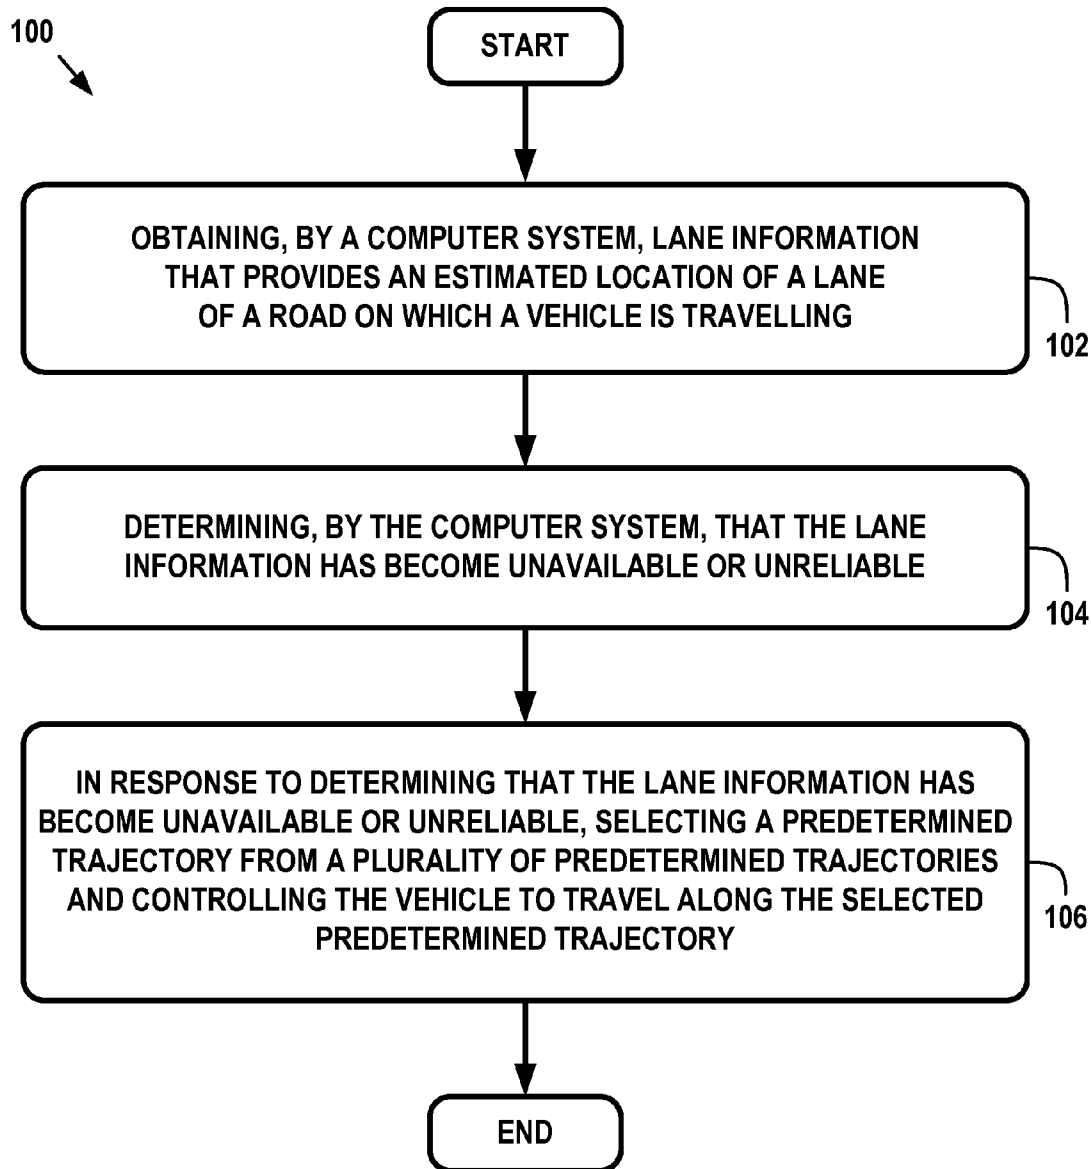 100
START
OBTAINING, BY A COMPUTER SYSTEM, LANE INFORMATION
THAT PROVIDES AN ESTIMATED LOCATION OF A LANE
OF A ROAD ON WHICH A VEHICLE IS TRAVELLING
102
DETERMINING, BY THE COMPUTER SYSTEM, THAT THE LANE
INFORMATION HAS BECOME UNAVAILABLE OR UNRELIABLE
104
IN RESPONSE TO DETERMINING THAT THE LANE INFORMATION HAS
BECOME UNAVAILABLE OR UNRELIABLE, SELECTING A PREDETERMINED
TRAJECTORY FROM A PLURALITY OF PREDETERMINED TRAJECTORIES
AND CONTROLLING THE VEHICLE TO TRAVEL ALONG THE SELECTED
PREDETERMINED TRAJECTORY
106
END